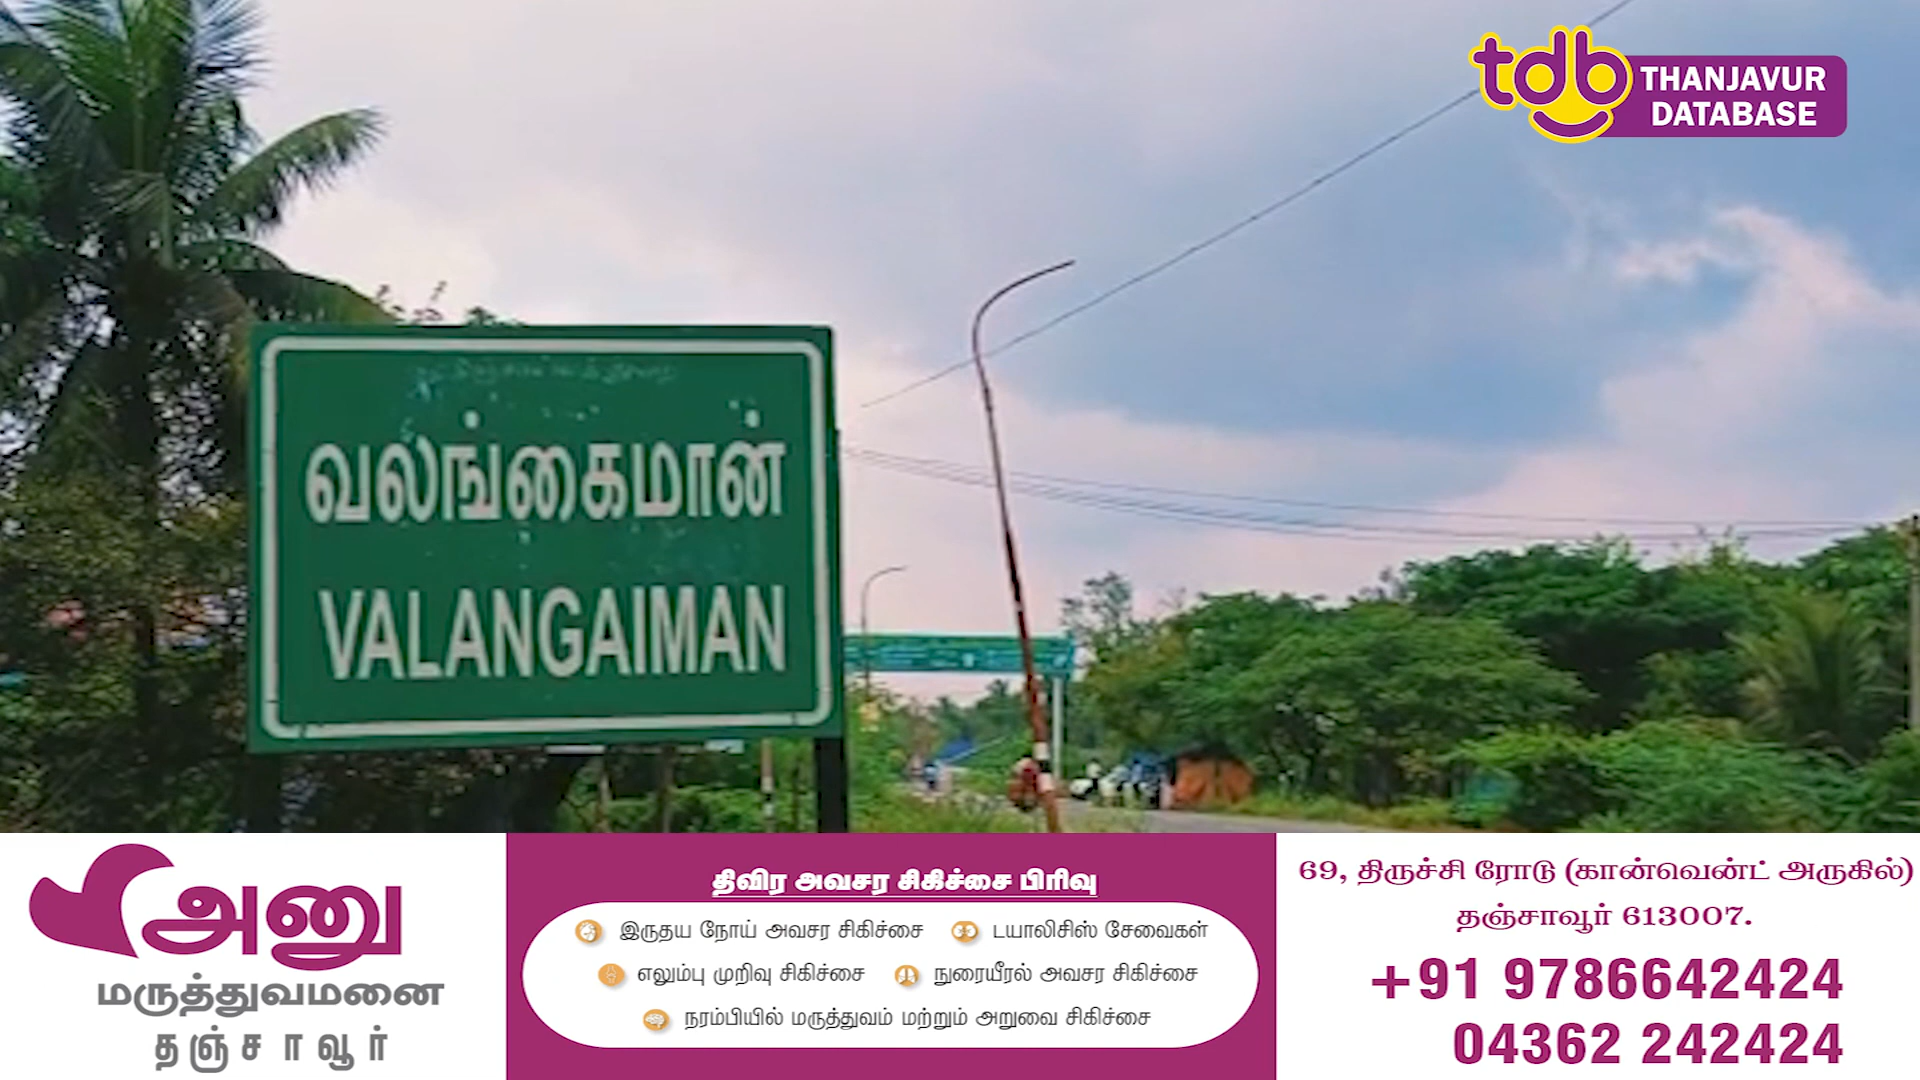 tdb THANJAVUR
DATABASE
வலங்கைமான்
VALANGAIMAN
அனு
மருத்துவமனை
தஞ்சாவூர்
திவிர அவசர சிகிச்சை பிரிவு
இருதய நோய் அவசர சிகிச்சை
டயாலிசிஸ் சேவைகள்
எலும்பு முறிவு சிகிச்சை
நுரையீரல் அவசர சிகிச்சை
நரம்பியில் மருத்துவம் மற்றும் அறுவை சிகிச்சை
69, திருச்சி ரோடு (கான்வென்ட் அருகில்)
தஞ்சாவூர் 613007.
+91 9786642424
04362 242424